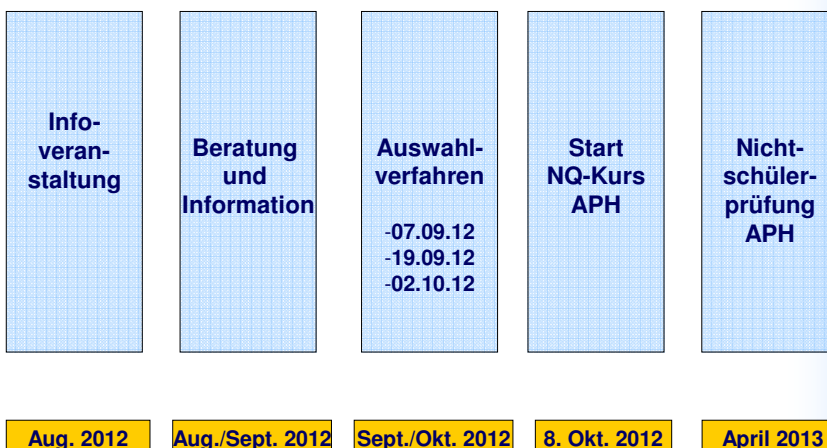 Info-
veran-
staltung
Beratung
und
Information
Auswahl-
verfahren
-07.09.12
-19.09.12
-02.10.12
Start
NQ-Kurs
APH
Nicht-
schüler-
prüfung
APH
Aug. 2012
Aug./Sept. 2012
Sept./Okt. 2012
8. Okt. 2012
April 2013